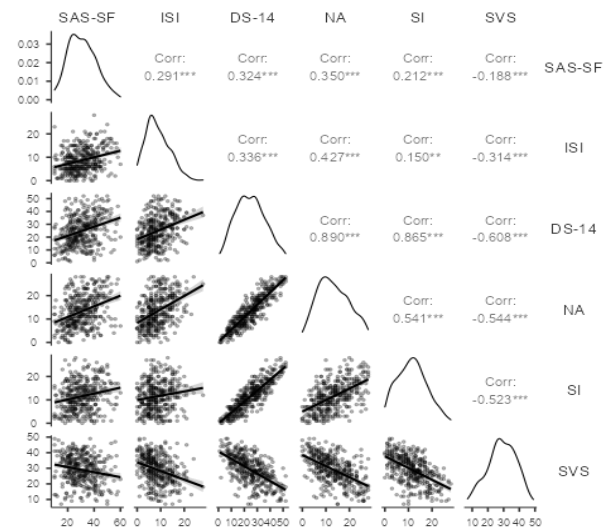 SAS-SF ISI DS-14 NA SI SVS
0.03
0.02
0.01
0.00
Corr: Corr: Corr: Corr: Corr:
0.291*** 0.324*** 0.350*** 0.212*** -0.188***
SAS-SF
20
10
0
Corr: Corr: Corr: Corr:
0.336*** 0.427*** 0.150** -0.314***
ISI
50
40
30
20
10
0
Corr: Corr: Corr:
0.890*** 0.865*** -0.608***
DS-14
20
10
0
Corr: Corr:
0.541*** -0.544***
NA
20
10
0
Corr:
-0.523***
SI
50
40
30
20
10
SVS
20 40 60 0 10 20 0 10 20 30 40 50 0 10 20 0 10 20 10 20 30 40 50